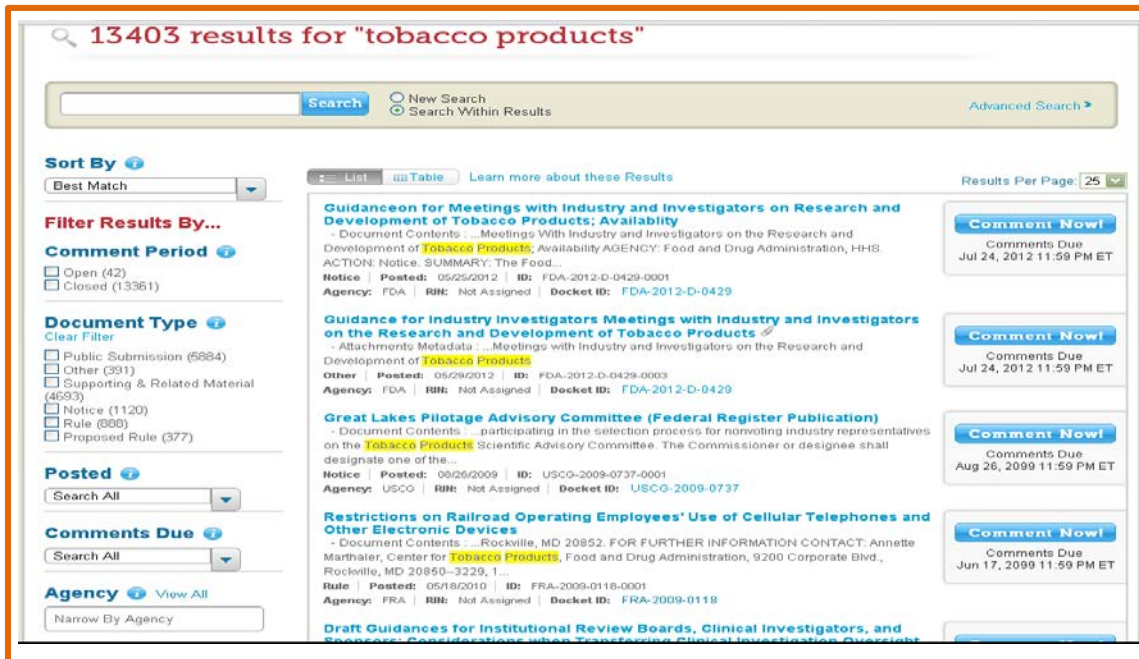 13403 results for "tobacco products"
Search
New Search
Search Within Results
Advanced Search
Sort By
Best Match
Filter Results By...
Comment Period
Open (42)
Closed (13361)
Document Type
Clear Filter
Public Submission (5884)
Other (391)
Supporting & Related Material
(4693)
Notice (1120)
Rule (888)
Proposed Rule (377)
Posted
Search All
Comments Due
Search All
Agency View All
Narrow By Agency
List Table Learn more about these Results
Results Per Page: 25
Guidanceon for Meetings with Industry and Investigators on Research and
Development of Tobacco Products; Availablity
- Document Contents : ...Meetings With Industry and Investigators on the Research and
Development of Tobacco Products; Availability AGENCY: Food and Drug Administration, HHS.
ACTION: Notice. SUMMARY: The Food...
Notice | Posted: 05/25/2012 | ID: FDA-2012-D-0429-0001
Agency: FDA | RIN: Not Assigned | Docket ID: FDA-2012-D-0429
Comment Now!
Comments Due
Jul 24, 2012 11:59 PM ET
Guidance for Industry Investigators Meetings with Industry and Investigators
on the Research and Development of Tobacco Products
- Attachments Metadata : ...Meetings with Industry and Investigators on the Research and
Development of Tobacco Products
Other | Posted: 05/29/2012 | ID: FDA-2012-D-0429-0003
Agency: FDA | RIN: Not Assigned | Docket ID: FDA-2012-D-0429
Comment Now!
Comments Due
Jul 24, 2012 11:59 PM ET
Great Lakes Pilotage Advisory Committee (Federal Register Publication)
- Document Contents : ...participating in the selection process for nonvoting industry representatives
on the Tobacco Products Scientific Advisory Committee. The Commissioner or designee shall
designate one of the...
Notice | Posted: 08/26/2009 | ID: USCG-2009-0737-0001
Agency: USCG | RIN: Not Assigned | Docket ID: USCG-2009-0737
Comment Now!
Comments Due
Aug 26, 2099 11:59 PM ET
Restrictions on Railroad Operating Employees' Use of Cellular Telephones and
Other Electronic Devices
- Document Contents : ...Rockville, MD 20852. FOR FURTHER INFORMATION CONTACT: Annette
Marthaler, Center for Tobacco Products, Food and Drug Administration, 9200 Corporate Blvd.,
Rockville, MD 20850–3229, 1...
Rule | Posted: 05/18/2010 | ID: FRA-2009-0118-0001
Agency: FRA | RIN: Not Assigned | Docket ID: FRA-2009-0118
Comment Now!
Comments Due
Jun 17, 2099 11:59 PM ET
Draft Guidances for Institutional Review Boards, Clinical Investigators, and
Sponsors; Considerations when Transferring Clinical Investigation Oversight
Comment Now!